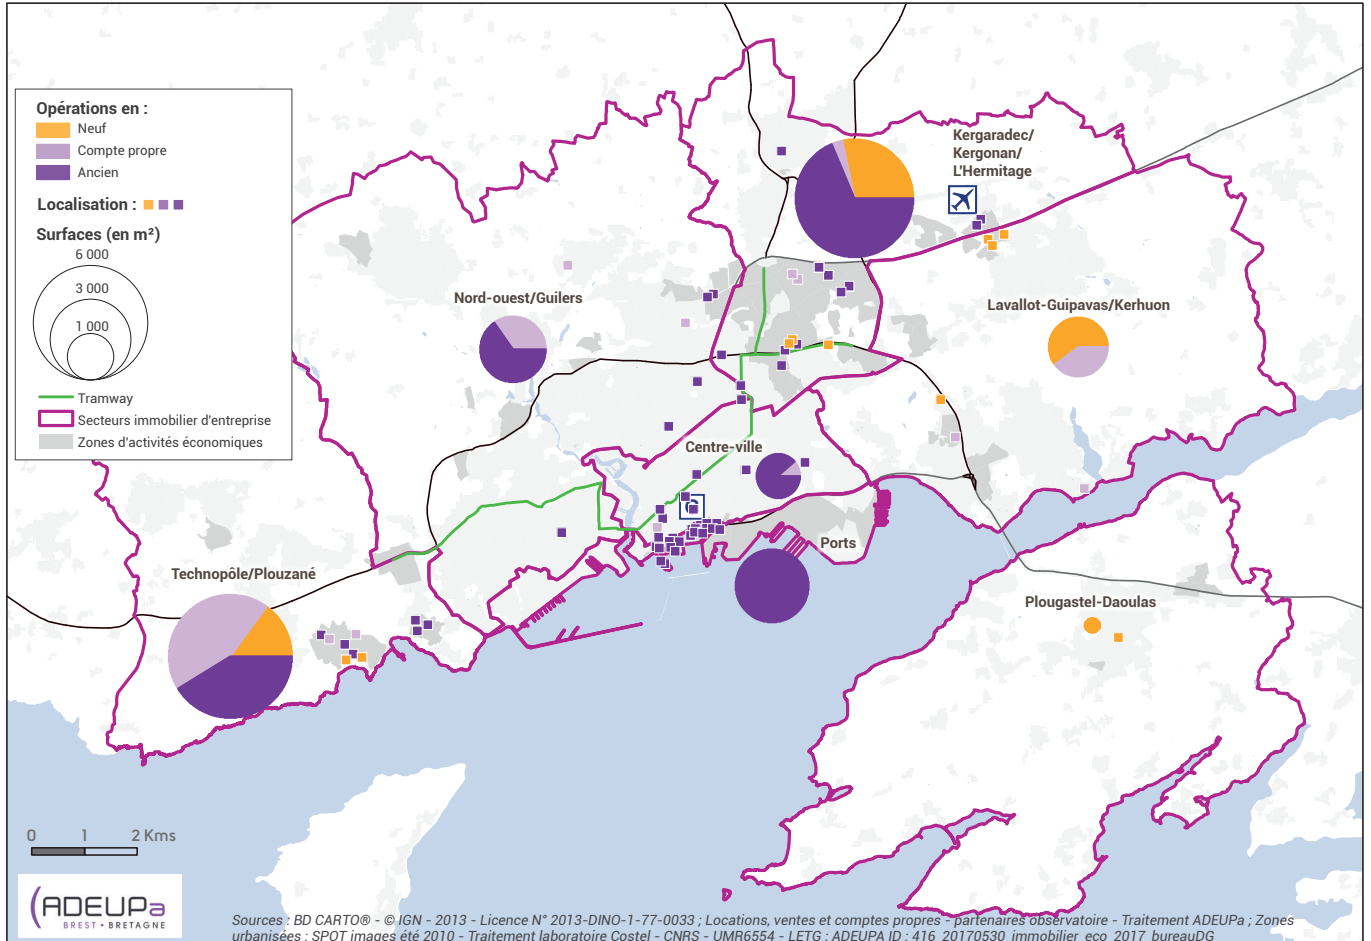 Opérations en :
Neuf
Compte propre
Ancien
Localisation :
Surfaces (en m²)
6 000
3 000
1 000
Tramway
Secteurs immobilier d'entreprise
Zones d'activités économiques
Kergaradec/
Kergonan/
L'Hermitage
Nord-ouest/Guilers
Lavallot-Guipavas/Kerhuon
Centre-ville
Ports
Technopôle/Plouzané
Plougastel-Daoulas
0 1 2 Kms
ADEUPa
BREST • BRETAGNE
Sources : BD CARTO® - © IGN - 2013 - Licence N° 2013-DINO-1-77-0033 ; Locations, ventes et comptes propres - partenaires observatoire - Traitement ADEUPa ; Zones
urbanisées : SPOT images été 2010 - Traitement laboratoire Costel - CNRS - UMR6554 - LETG ; ADEUPA ID : 416_20170530_immobilier_eco_2017_bureauDG